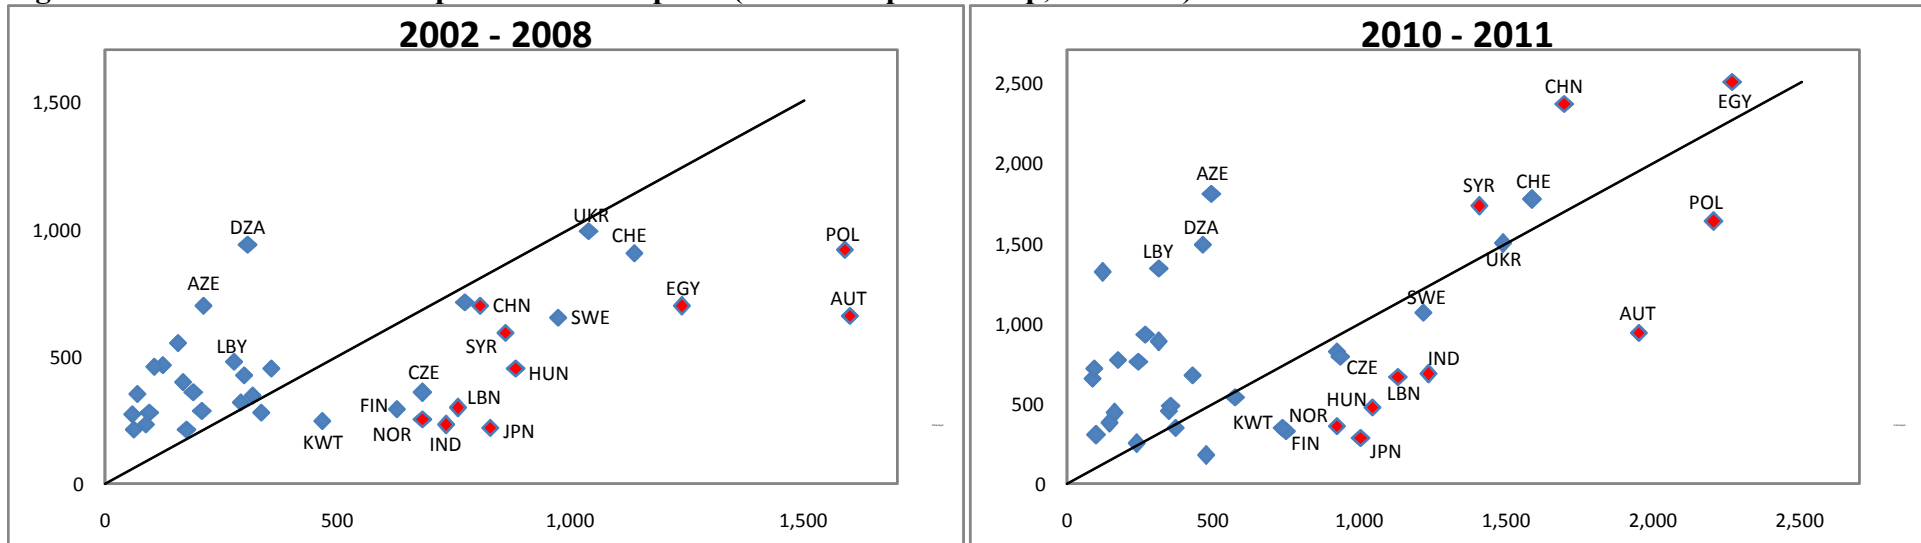 2002 - 2008
1,500
1,000
500
0
0
500
1,000
1,500
DZA
AZE
LBY
UKR
CHE
POL
EGY
AUT
CHN
SWE
SYR
HUN
CZE
FIN
LBN
NOR
IND
JPN
KWT
2010 - 2011
2,500
2,000
1,500
1,000
500
0
0
500
1,000
1,500
2,000
2,500
CHN
EGY
AZE
SYR
CHE
POL
DZA
LBY
UKR
SWE
AUT
CZE
IND
LBN
HUN
KWT
NOR
FIN
JPN